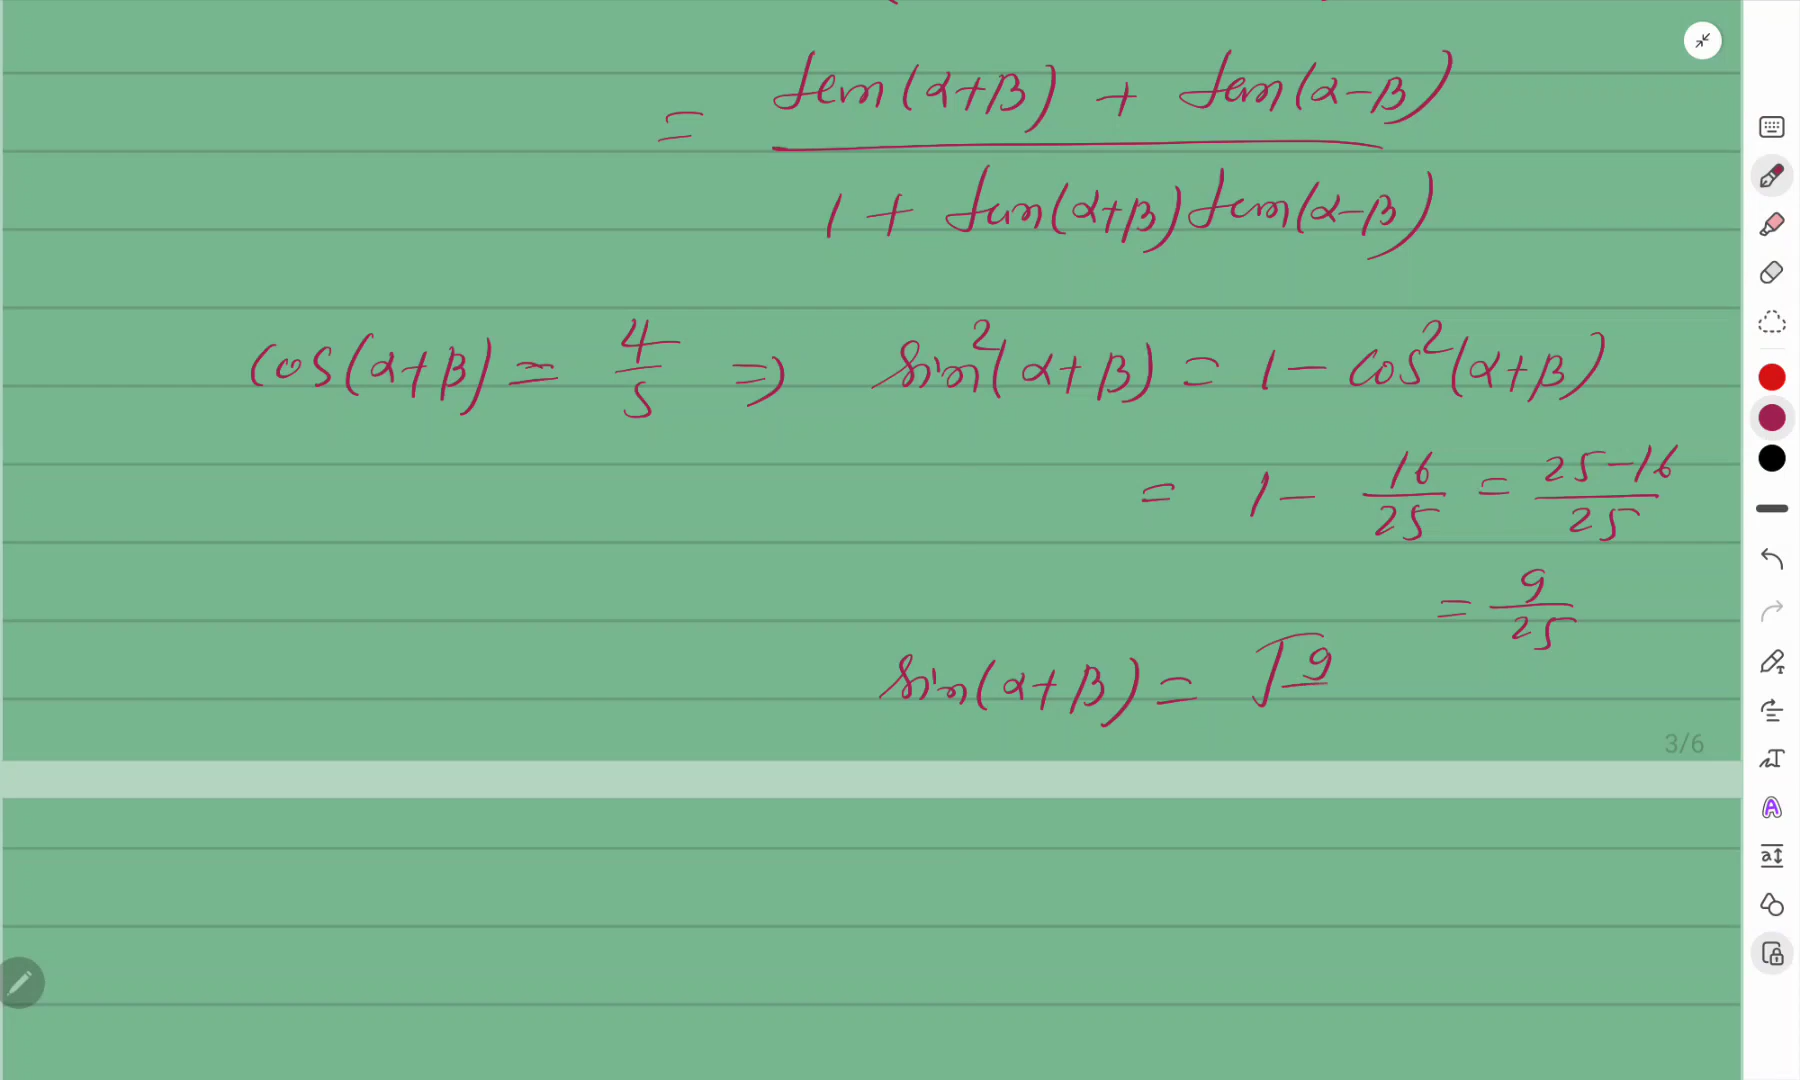 = tan(α+β) + tan(α-β)
1 + tan(α+β)tan(α-β)
cos(α+β) = 4/5 => sin²(α+β) = 1 - cos²(α+β)
= 1 - 16/25 = 25-16/25
= 9/25
sin(α+β) = √9
3/6